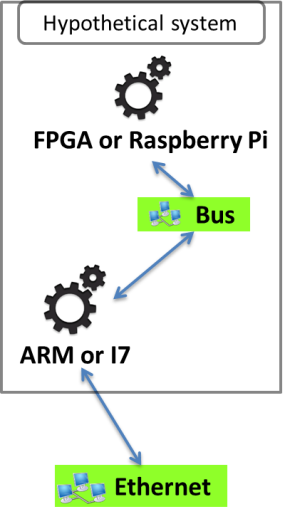 Hypothetical system
FPGA or Raspberry Pi
Bus
ARM or I7
Ethernet